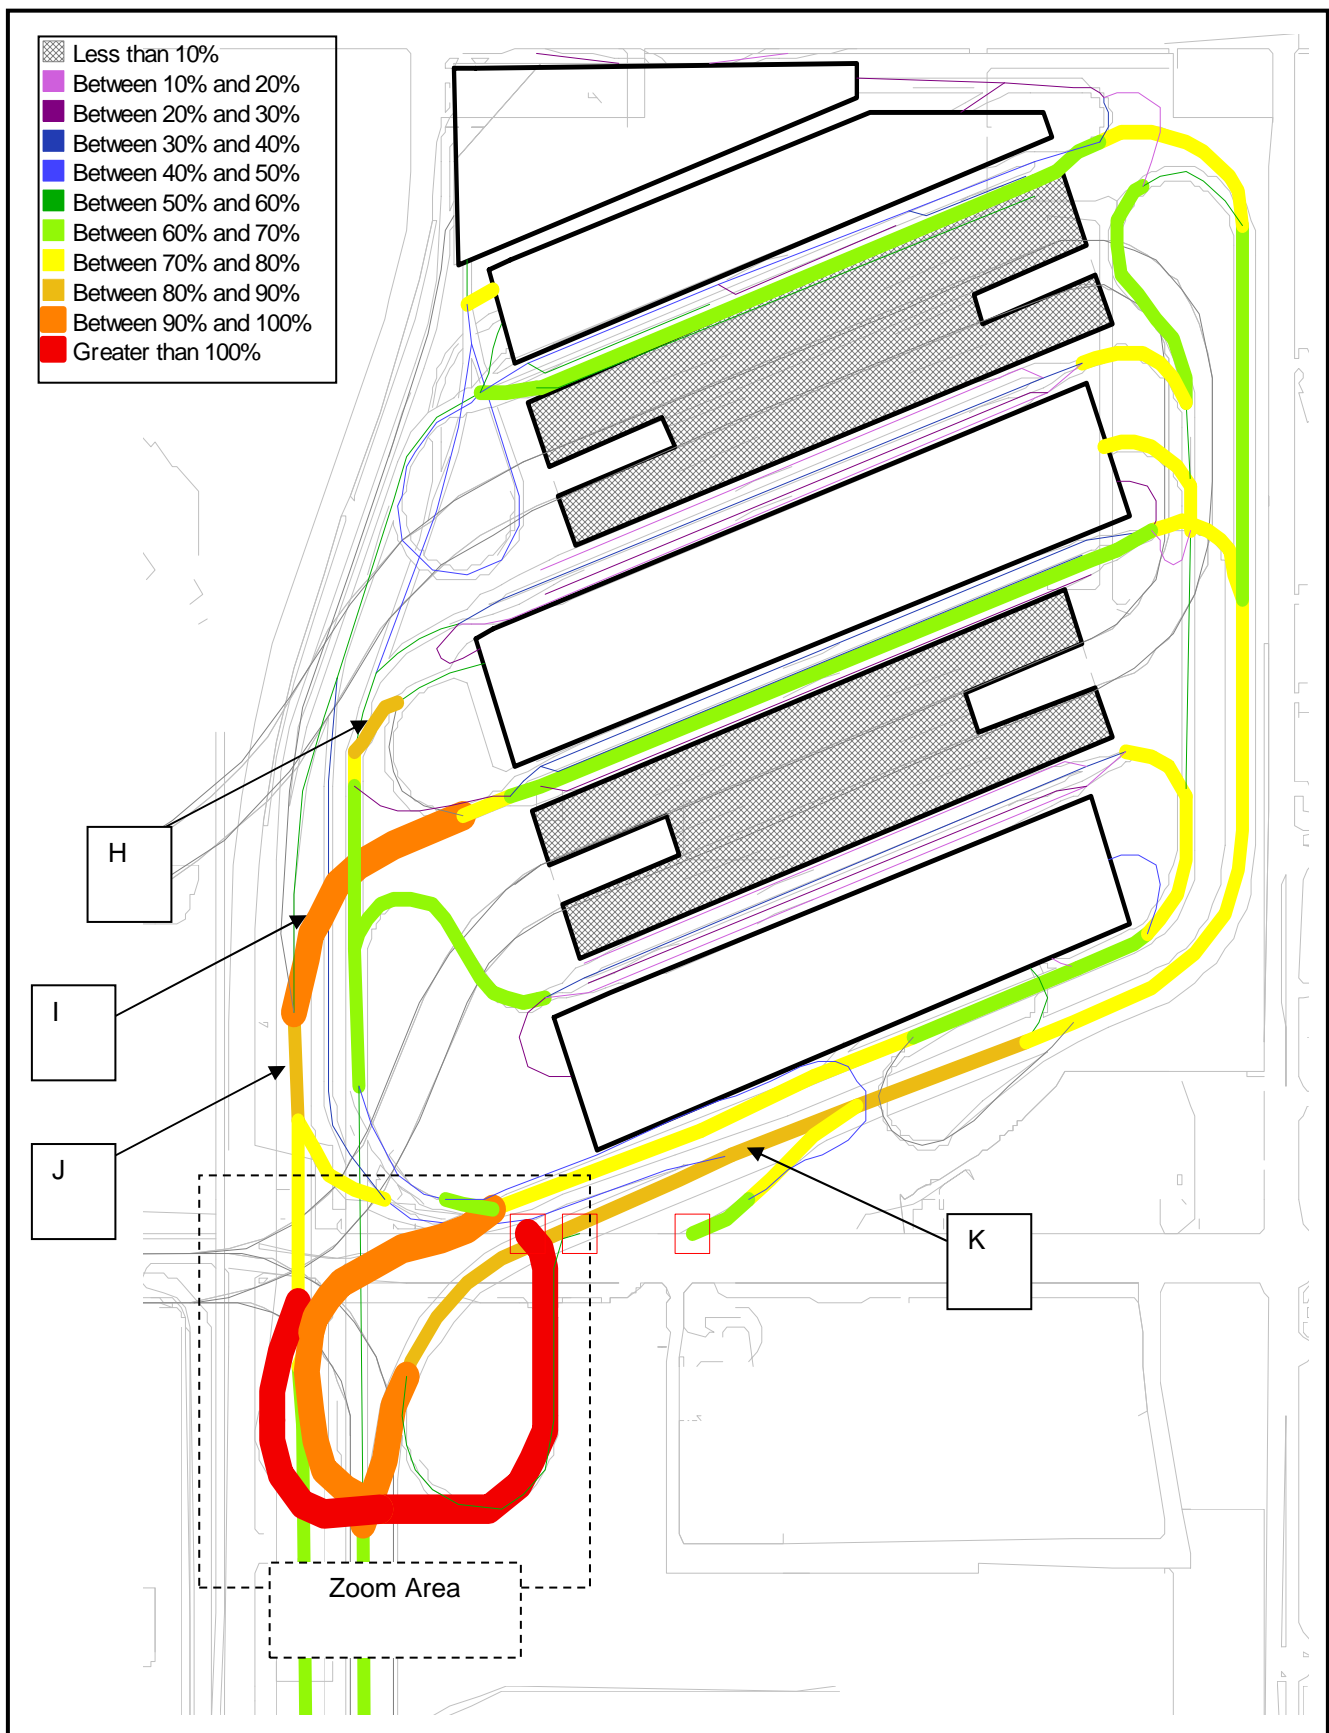 Less than 10%
Between 10% and 20%
Between 20% and 30%
Between 30% and 40%
Between 40% and 50%
Between 50% and 60%
Between 60% and 70%
Between 70% and 80%
Between 80% and 90%
Between 90% and 100%
Greater than 100%
H
I
J
K
Zoom Area